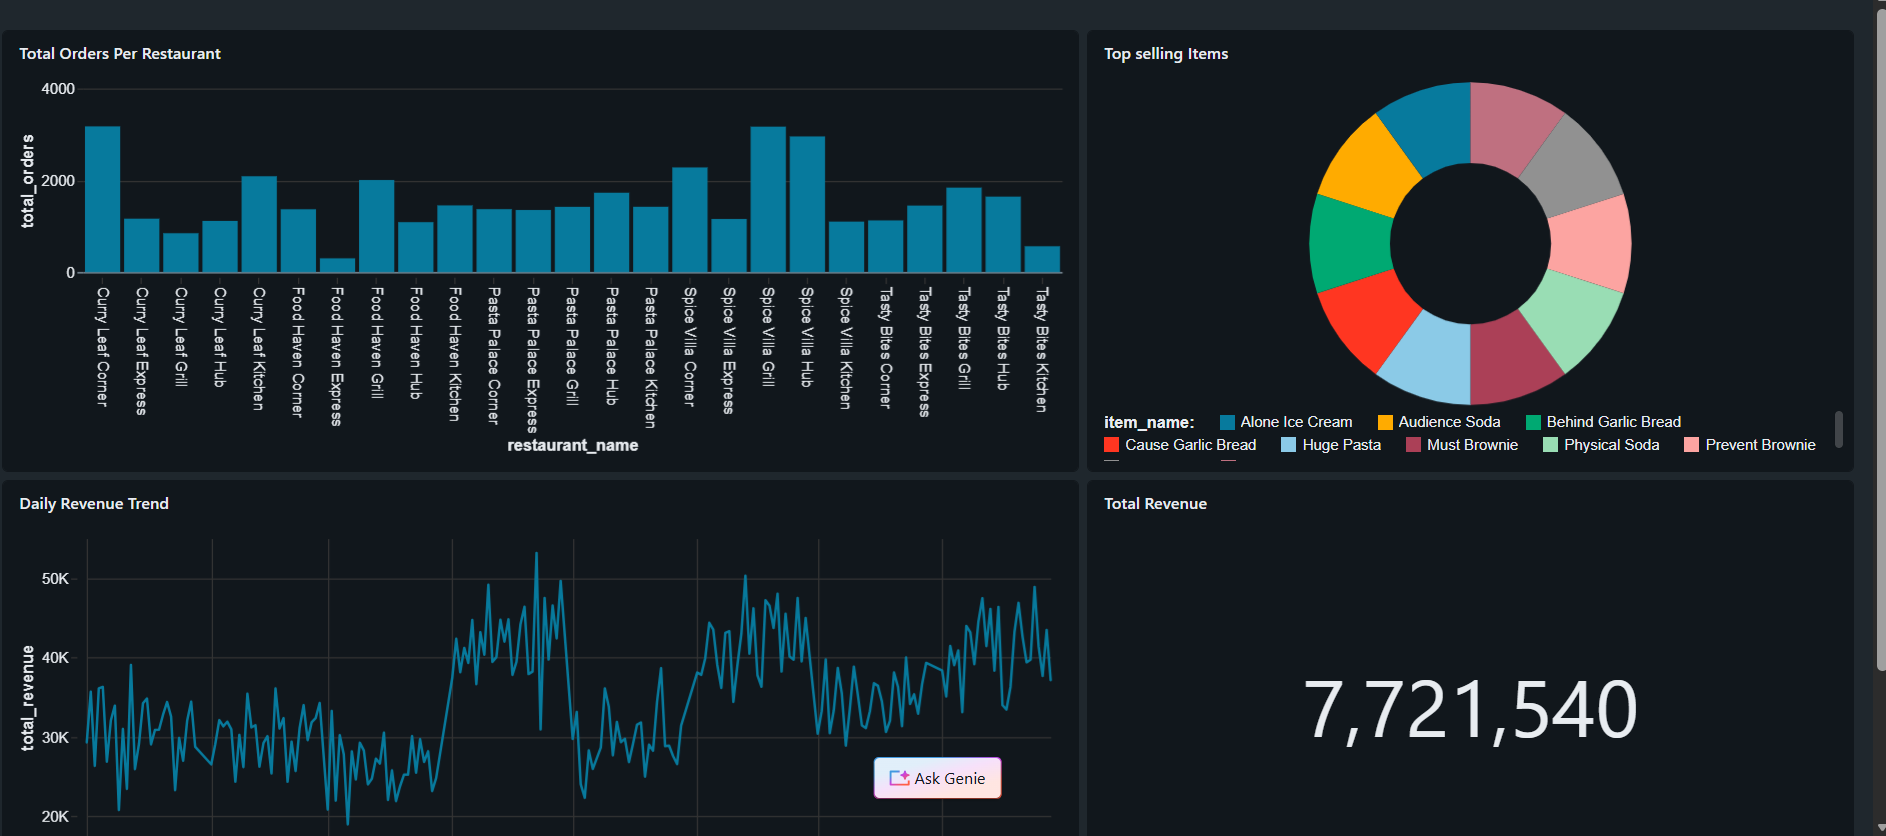 Total Orders Per Restaurant
4000
2000
0
total_orders
Curry Leaf Corner
Curry Leaf Express
Curry Leaf Grill
Curry Leaf Hub
Curry Leaf Kitchen
Food Haven Corner
Food Haven Express
Food Haven Grill
Food Haven Hub
Food Haven Kitchen
Pasta Palace Corner
Pasta Palace Express
Pasta Palace Grill
Pasta Palace Hub
Pasta Palace Kitchen
Spice Villa Corner
Spice Villa Express
Spice Villa Grill
Spice Villa Hub
Spice Villa Kitchen
Tasty Bites Corner
Tasty Bites Express
Tasty Bites Grill
Tasty Bites Hub
Tasty Bites Kitchen
restaurant_name
Top selling Items
item_name: Alone Ice Cream Audience Soda Behind Garlic Bread
Cause Garlic Bread Huge Pasta Must Brownie Physical Soda Prevent Brownie
Daily Revenue Trend
50K
40K
30K
20K
total_revenue
Ask Genie
Total Revenue
7,721,540